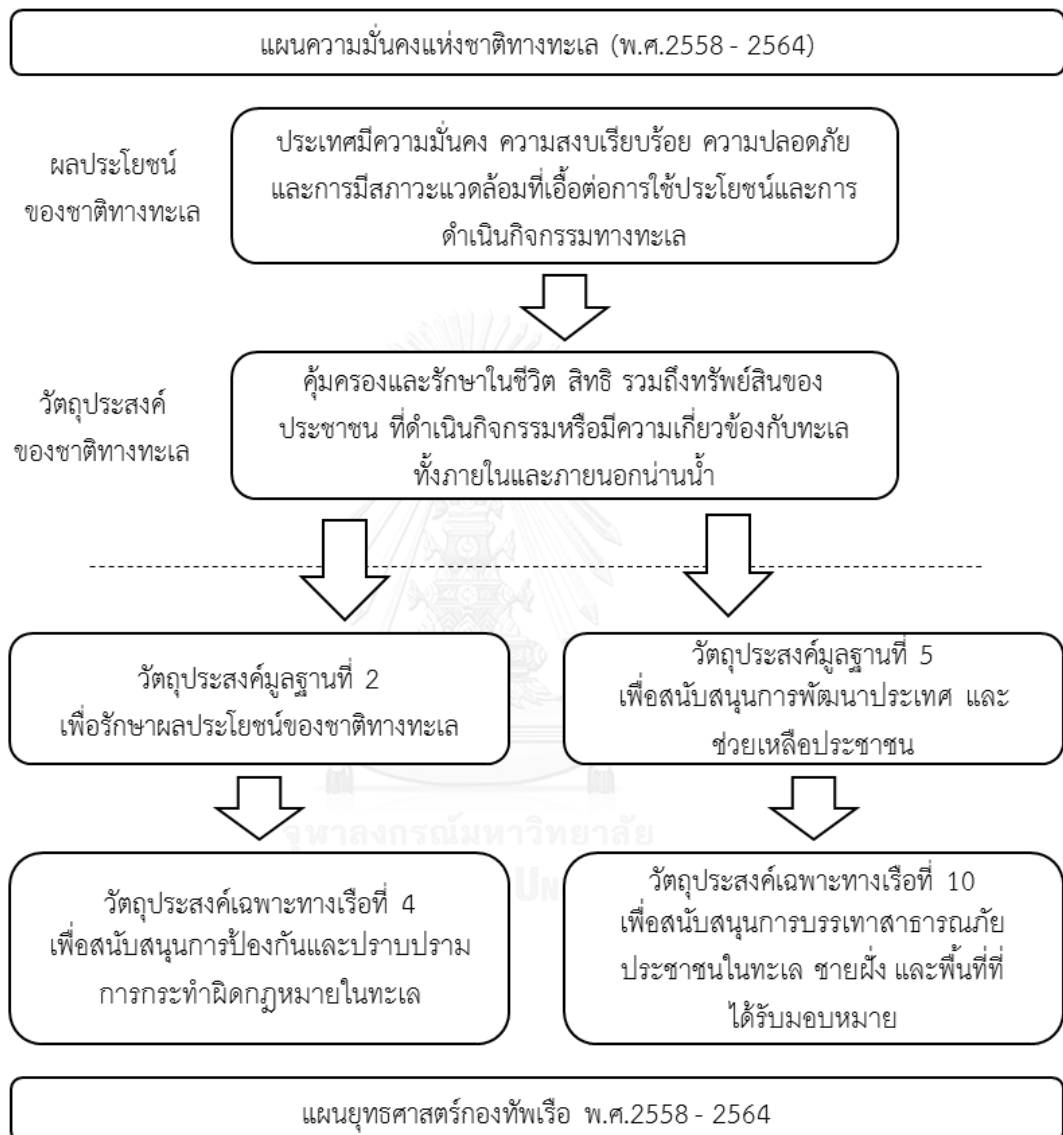 แผนความมั่นคงแห่งชาติทางทะเล (พ.ศ.2558 - 2564)
ผลประโยชน์
ของชาติทางทะเล
ประเทศมีความมั่นคง ความสงบเรียบร้อย ความปลอดภัย
และการมีสภาวะแวดล้อมที่เอื้อต่อการใช้ประโยชน์และการ
ดำเนินกิจกรรมทางทะเล
วัตถุประสงค์
ของชาติทางทะเล
คุ้มครองและรักษาในชีวิต สิทธิ รวมถึงทรัพย์สินของ
ประชาชน ที่ดำเนินกิจกรรมหรือมีความเกี่ยวข้องกับทะเล
ทั้งภายในและภายนอกน่านน้ำ
วัตถุประสงค์มูลฐานที่ 2
เพื่อรักษาผลประโยชน์ของชาติทางทะเล
วัตถุประสงค์มูลฐานที่ 5
เพื่อสนับสนุนการพัฒนาประเทศ และ
ช่วยเหลือประชาชน
จุฬาลงกรณ์มหาวิทยาลัย
วัตถุประสงค์เฉพาะทางเรือที่ 4
เพื่อสนับสนุนการป้องกันและปราบปราม
การกระทำผิดกฎหมายในทะเล
วัตถุประสงค์เฉพาะทางเรือที่ 10
เพื่อสนับสนุนการบรรเทาสาธารณภัย
ประชาชนในทะเล ชายฝั่ง และพื้นที่ที่
ได้รับมอบหมาย
แผนยุทธศาสตร์กองทัพเรือ พ.ศ.2558 - 2564